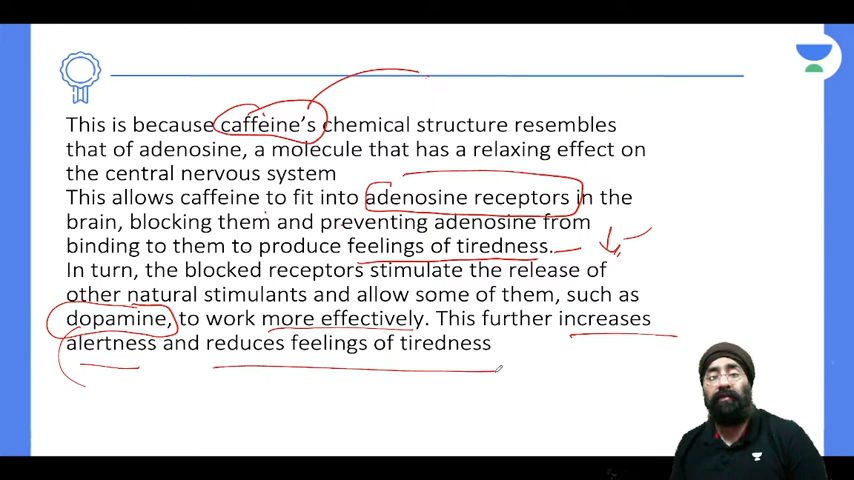 This is because caffeine's chemical structure resembles
that of adenosine, a molecule that has a relaxing effect on
the central nervous system
This allows caffeine to fit into adenosine receptors in the
brain, blocking them and preventing adenosine from
binding to them to produce feelings of tiredness.
In turn, the blocked receptors stimulate the release of
other natural stimulants and allow some of them, such as
dopamine, to work more effectively. This further increases
alertness and reduces feelings of tiredness